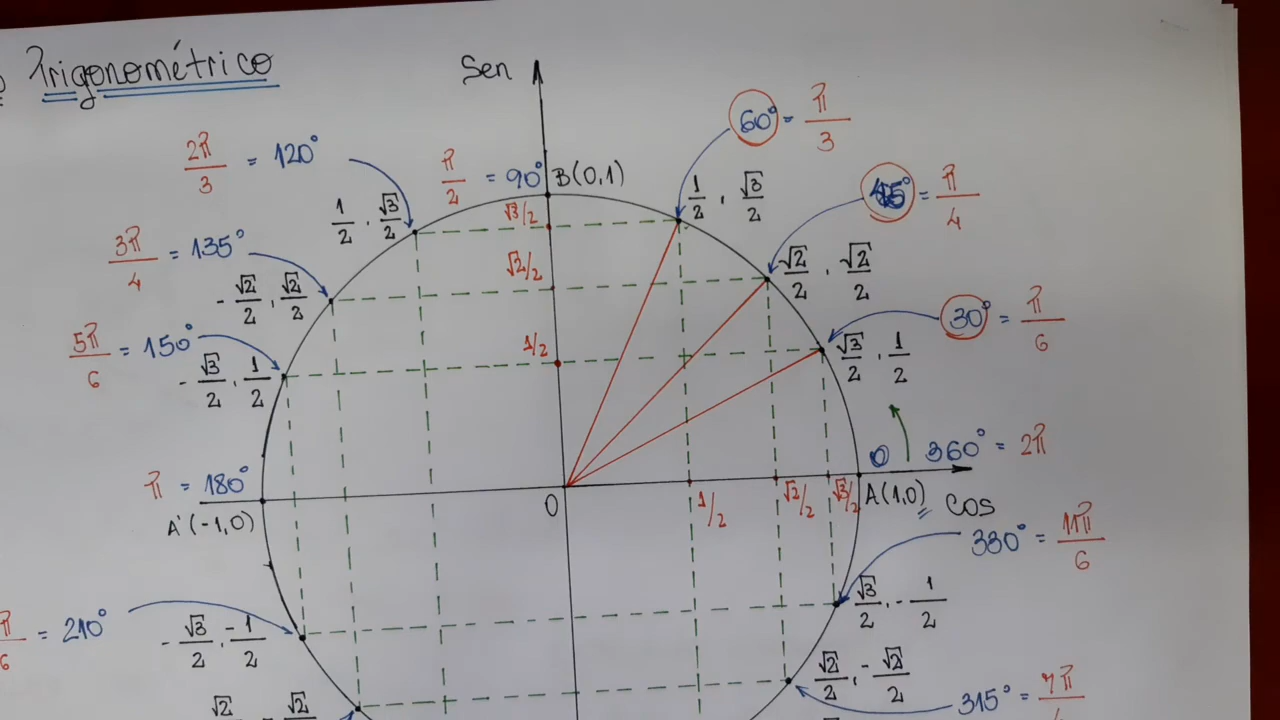 Trigonométrico
Sen
60° = π/3
2π/3 = 120°
π/2 = 90°
B(0,1)
1/2 , √3/2
45° = π/4
1/2 , √3/2
√3/2
3π/4 = 135°
√2/2
√2/2 , √2/2
-√2/2 , √2/2
30° = π/6
5π/6 = 150°
1/2
√3/2 , 1/2
-√3/2 , 1/2
0 360° = 2π
π = 180°
A'(-1,0)
0
1/2
√2/2
√3/2
A(1,0)
cos
330° = 11π/6
√3/2 , -1/2
π/6 = 210°
-√3/2 , -1/2
√2/2 , -√2/2
315° = 7π/4
√2 √2